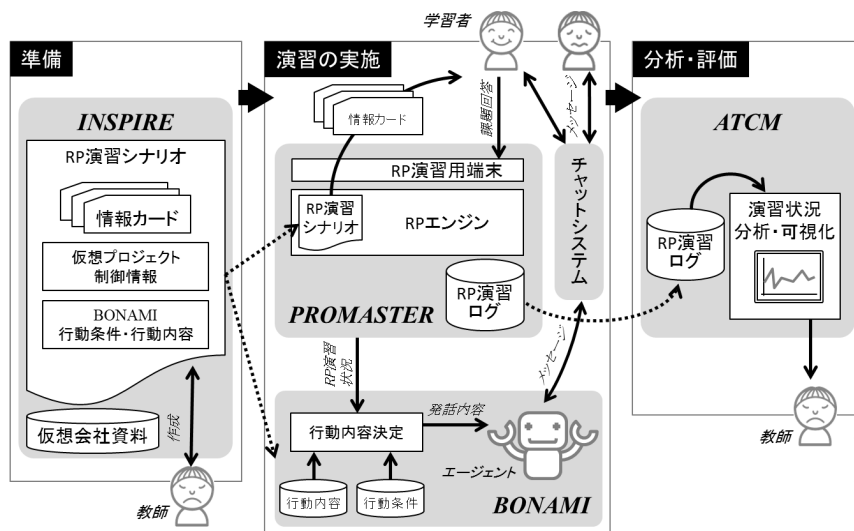 準備
INSPIRE
RP演習シナリオ
情報カード
仮想プロジェクト
制御情報
BONAMI
行動条件・行動内容
仮想会社資料
作成
教師
学習者
演習の実施
情報カード
課題回答
メッセージ
RP演習用端末
RP演習
シナリオ
RPエンジン
チャットシステム
RP演習
ログ
PROMASTER
RP演習
状況
メッセージ
行動内容決定
発話内容
エージェント
行動内容
行動条件
BONAMI
分析・評価
ATCM
RP演習
ログ
演習状況
分析・可視化
教師